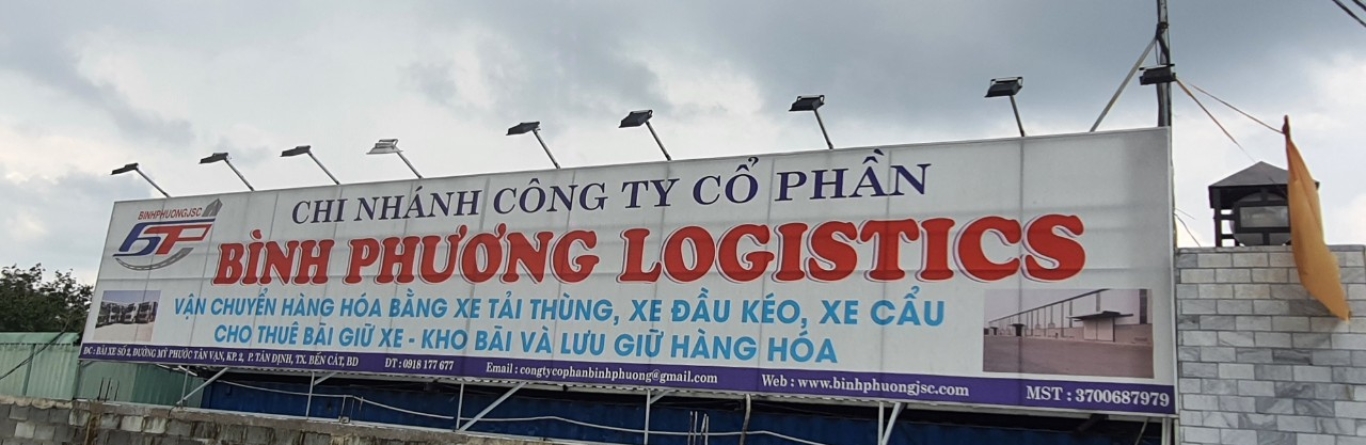 BINHPHUONGJSC
CHI NHÁNH CÔNG TY CỔ PHẦN
BÌNH PHƯƠNG LOGISTICS
VẬN CHUYỂN HÀNG HÓA BẰNG XE TẢI THÙNG, XE ĐẦU KÉO, XE CẨU
CHO THUÊ BÃI GIỮ XE - KHO BÃI VÀ LƯU GIỮ HÀNG HÓA
ĐC : BÃI XE SỐ 2, ĐƯỜNG MỸ PHƯỚC TÂN VẠN, KP. 2, P. TÂN ĐỊNH, TX. BẾN CÁT, BD ĐT : 0918 177 677 Email : congtycophanbinhphuong@gmail.com Web : www.binhphuongjsc.com MST : 3700687979